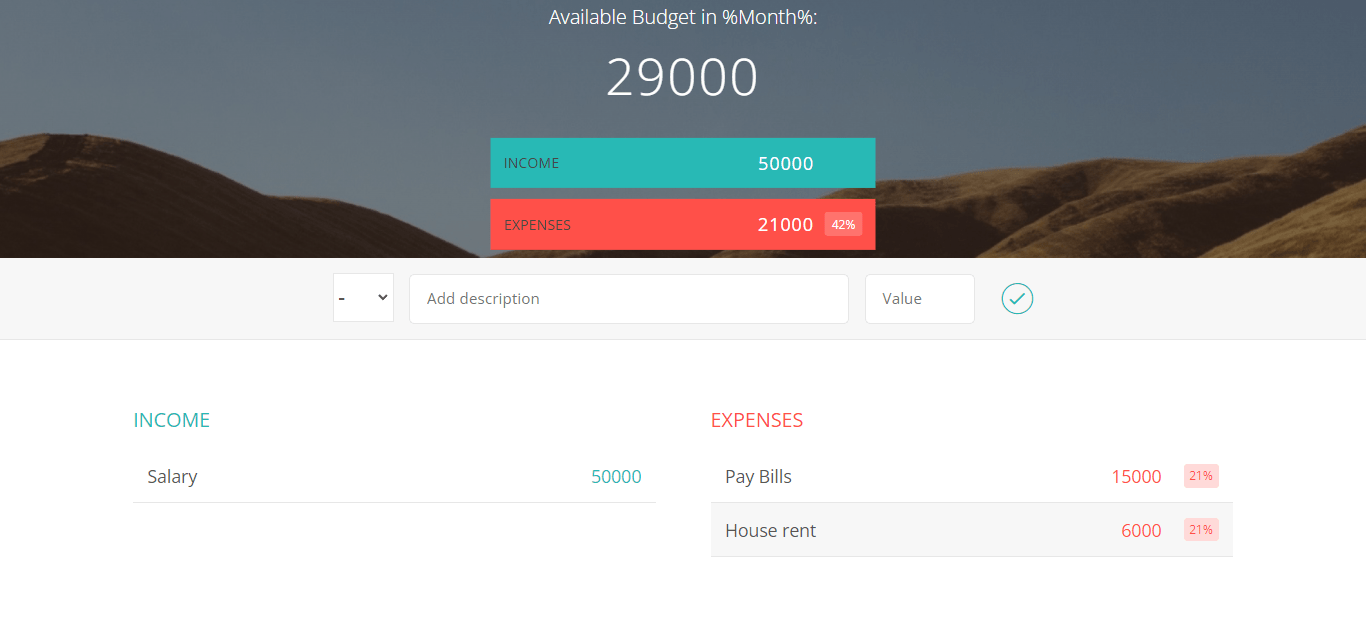 Available Budget in %Month%:
29000
INCOME 50000
EXPENSES 21000 42%
- Add description Value
INCOME
Salary 50000
EXPENSES
Pay Bills 15000 21%
House rent 6000 21%